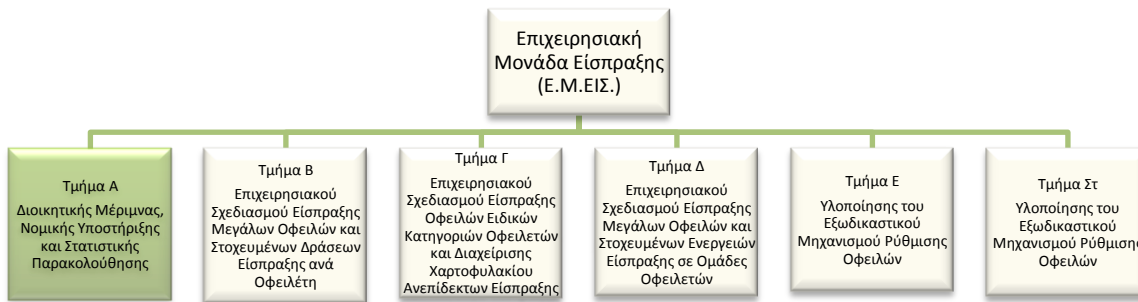 Επιχειρησιακή
Μονάδα Είσπραξης
(Ε.Μ.ΕΙΣ.)
Τμήμα Α
Διοικητικής Μέριμνας,
Νομικής Υποστήριξης
και Στατιστικής
Παρακολούθησης
Τμήμα Β
Επιχειρησιακού
Σχεδιασμού Είσπραξης
Μεγάλων Οφειλών και
Στοχευμένων Δράσεων
Είσπραξης ανά
Οφειλέτη
Τμήμα Γ
Επιχειρησιακού
Σχεδιασμού Είσπραξης
Οφειλών Ειδικών
Κατηγοριών Οφειλετών
και Διαχείρισης
Χαρτοφυλακίου
Ανεπίδεκτων Είσπραξης
Τμήμα Δ
Επιχειρησιακού
Σχεδιασμού Είσπραξης
Μεγάλων Οφειλών και
Στοχευμένων Ενεργειών
Είσπραξης σε Ομάδες
Οφειλετών
Τμήμα Ε
Υλοποίησης του
Εξωδικαστικού
Μηχανισμού Ρύθμισης
Οφειλών
Τμήμα Στ
Υλοποίησης του
Εξωδικαστικού
Μηχανισμού Ρύθμισης
Οφειλών